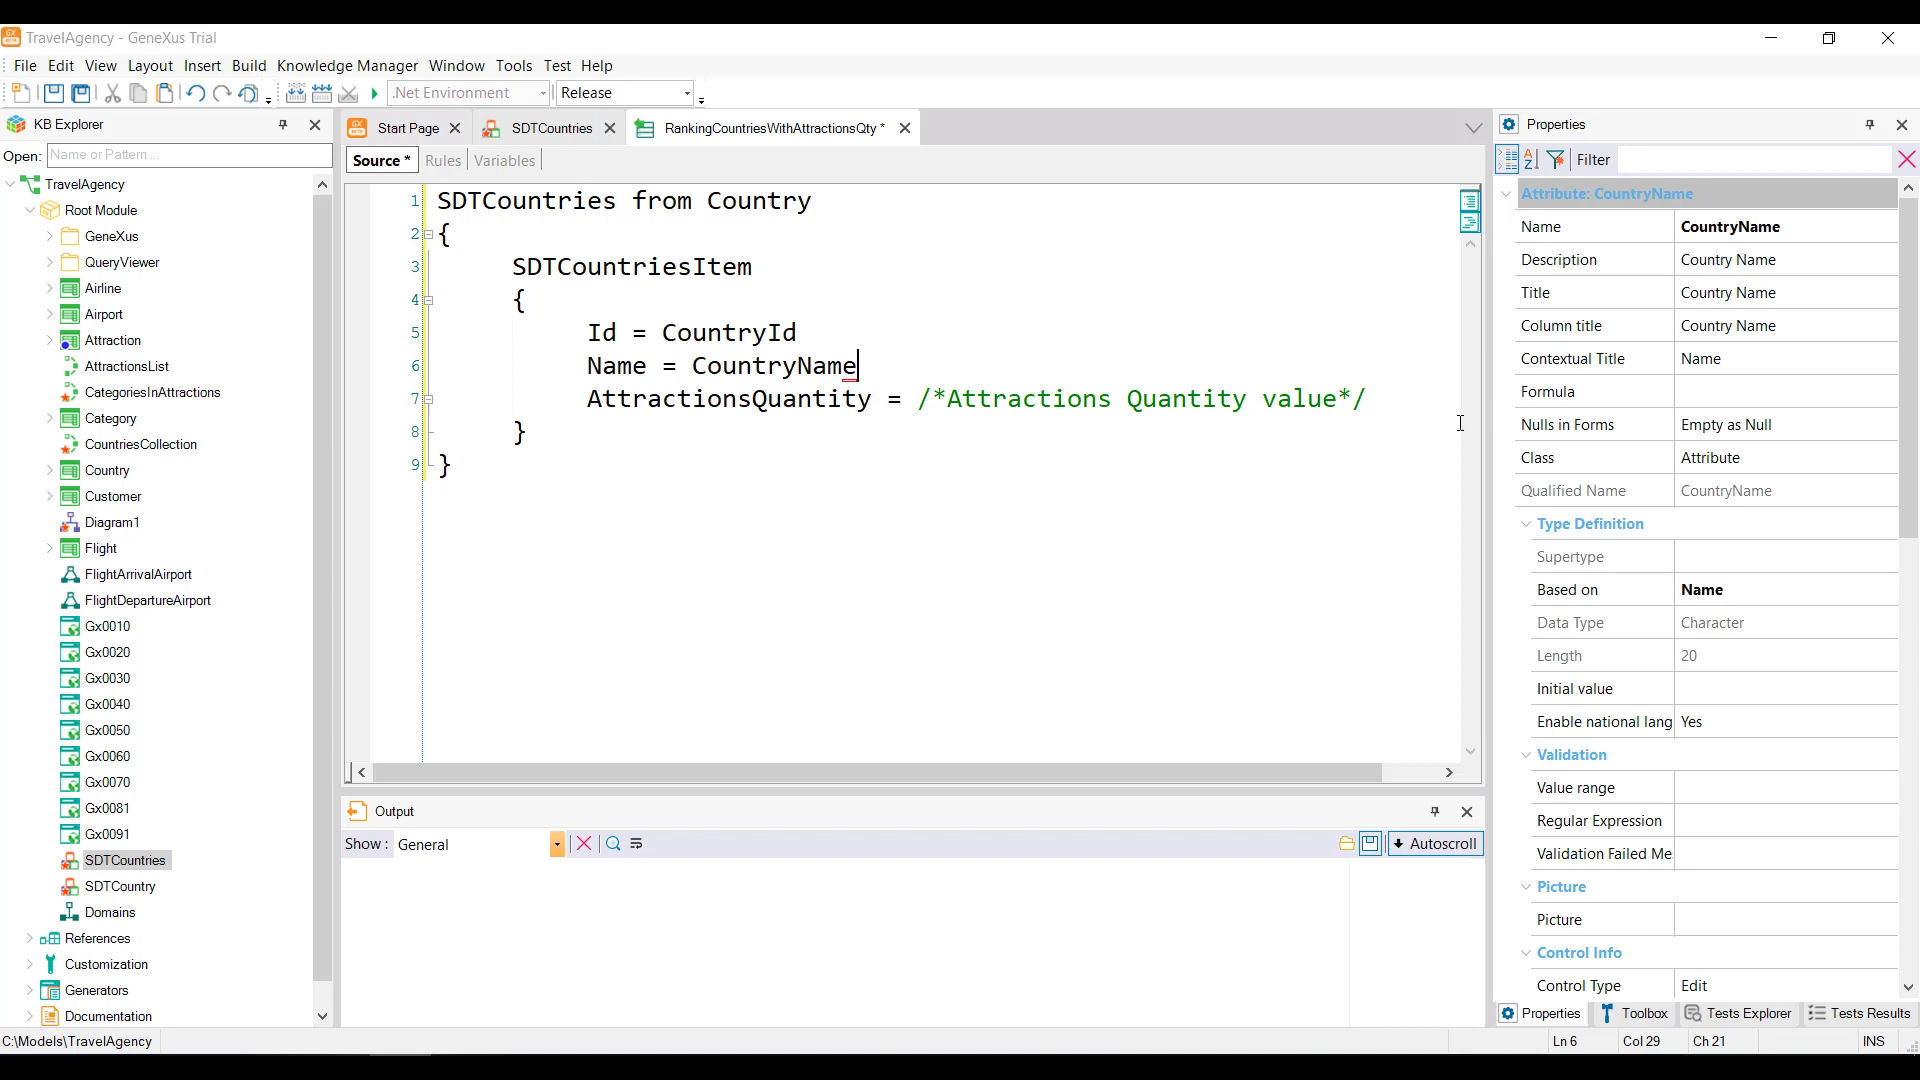 TravelAgency - GeneXus Trial
File Edit View Layout Insert Build Knowledge Manager Window Tools Test Help
.Net Environment Release
KB Explorer
Open: Name or Pattern ...
TravelAgency
Root Module
GeneXus
QueryViewer
Airline
Airport
Attraction
AttractionsList
CategoriesInAttractions
Category
CountriesCollection
Country
Customer
Diagram1
Flight
FlightArrivalAirport
FlightDepartureAirport
Gx0010
Gx0020
Gx0030
Gx0040
Gx0050
Gx0060
Gx0070
Gx0081
Gx0091
SDTCountries
SDTCountry
Domains
References
Customization
Generators
Documentation
Start Page SDTCountries RankingCountriesWithAttractionsQty *
Source * Rules Variables
1 SDTCountries from Country
2 {
3 SDTCountriesItem
4 {
5 Id = CountryId
6 Name = CountryName
7 AttractionsQuantity = /*Attractions Quantity value*/
8 }
9 }
Output
Show : General Autoscroll
Properties
Filter
Attribute: CountryName
Name CountryName
Description Country Name
Title Country Name
Column title Country Name
Contextual Title Name
Formula
Nulls in Forms Empty as Null
Class Attribute
Qualified Name CountryName
Type Definition
Supertype
Based on Name
Data Type Character
Length 20
Initial value
Enable national lang Yes
Validation
Value range
Regular Expression
Validation Failed Me
Picture
Picture
Control Info
Control Type Edit
Properties Toolbox Tests Explorer Tests Results
C:\Models\TravelAgency Ln 6 Col 29 Ch 21 INS